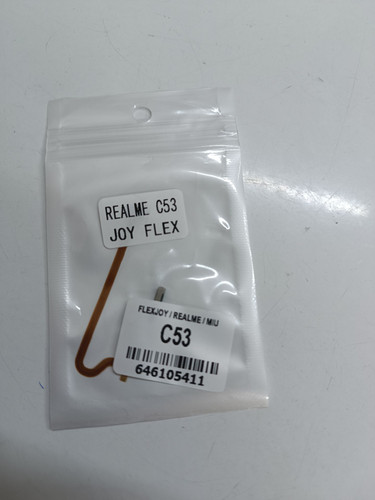 REALME C53
JOY FLEX
FLEXJOY / REALME / MIU
C53
646105411